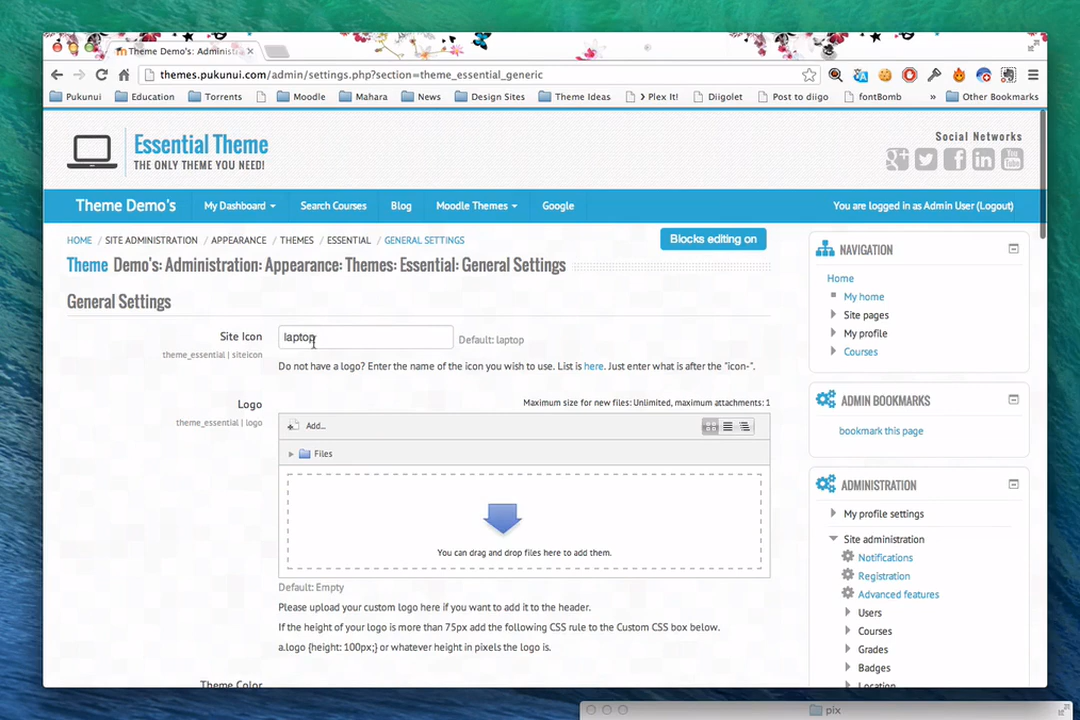 Theme Demo's: Administra
themes.pukunui.com/admin/settings.php?section=theme_essential_generic
Pukunui Education Torrents Moodle Mahara News Design Sites Theme Ideas > Plex It! Diigolet Post to diigo fontBomb » Other Bookmarks
Essential Theme
THE ONLY THEME YOU NEED!
Social Networks
Theme Demo's My Dashboard Search Courses Blog Moodle Themes Google You are logged in as Admin User (Logout)
HOME / SITE ADMINISTRATION / APPEARANCE / THEMES / ESSENTIAL / GENERAL SETTINGS
Blocks editing on
Theme Demo's: Administration: Appearance: Themes: Essential: General Settings
General Settings
Site Icon
theme_essential | siteicon
laptop
Default: laptop
Do not have a logo? Enter the name of the icon you wish to use. List is here. Just enter what is after the "icon-".
Logo
theme_essential | logo
Maximum size for new files: Unlimited, maximum attachments: 1
Add...
Files
You can drag and drop files here to add them.
Default: Empty
Please upload your custom logo here if you want to add it to the header.
If the height of your logo is more than 75px add the following CSS rule to the Custom CSS box below.
a.logo {height: 100px;} or whatever height in pixels the logo is.
Theme Color
NAVIGATION
Home
My home
Site pages
My profile
Courses
ADMIN BOOKMARKS
bookmark this page
ADMINISTRATION
My profile settings
Site administration
Notifications
Registration
Advanced features
Users
Courses
Grades
Badges
Location
pix